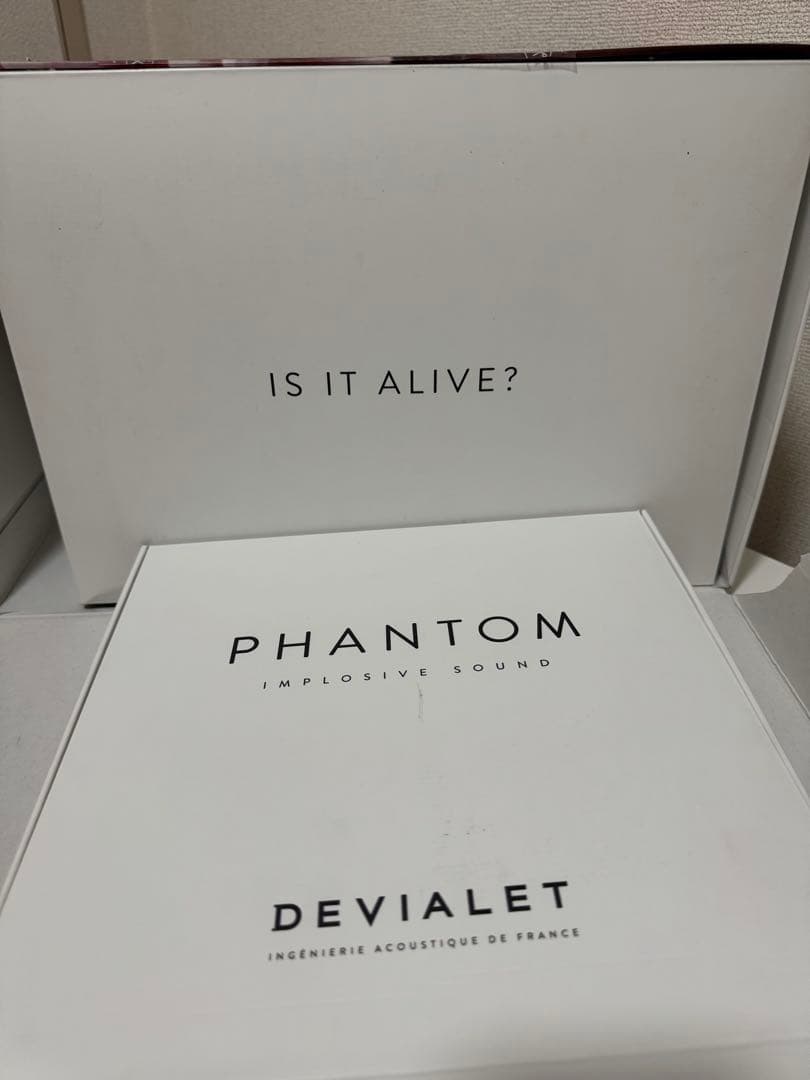 IS IT ALIVE?
PHANTOM
IMPLOSIVE SOUND
DEVIALET
INGÉNIERIE ACOUSTIQUE DE FRANCE